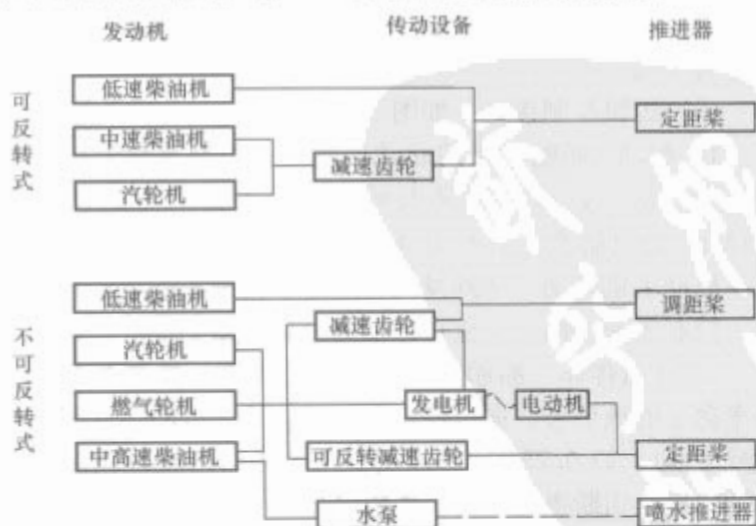 发动机 传动设备 推进器
可反转式
低速柴油机
定距桨
中速柴油机
减速齿轮
汽轮机
不可反转式
低速柴油机
调距桨
减速齿轮
汽轮机
燃气轮机
发电机
电动机
中高速柴油机
可反转减速齿轮
定距桨
水泵
喷水推进器